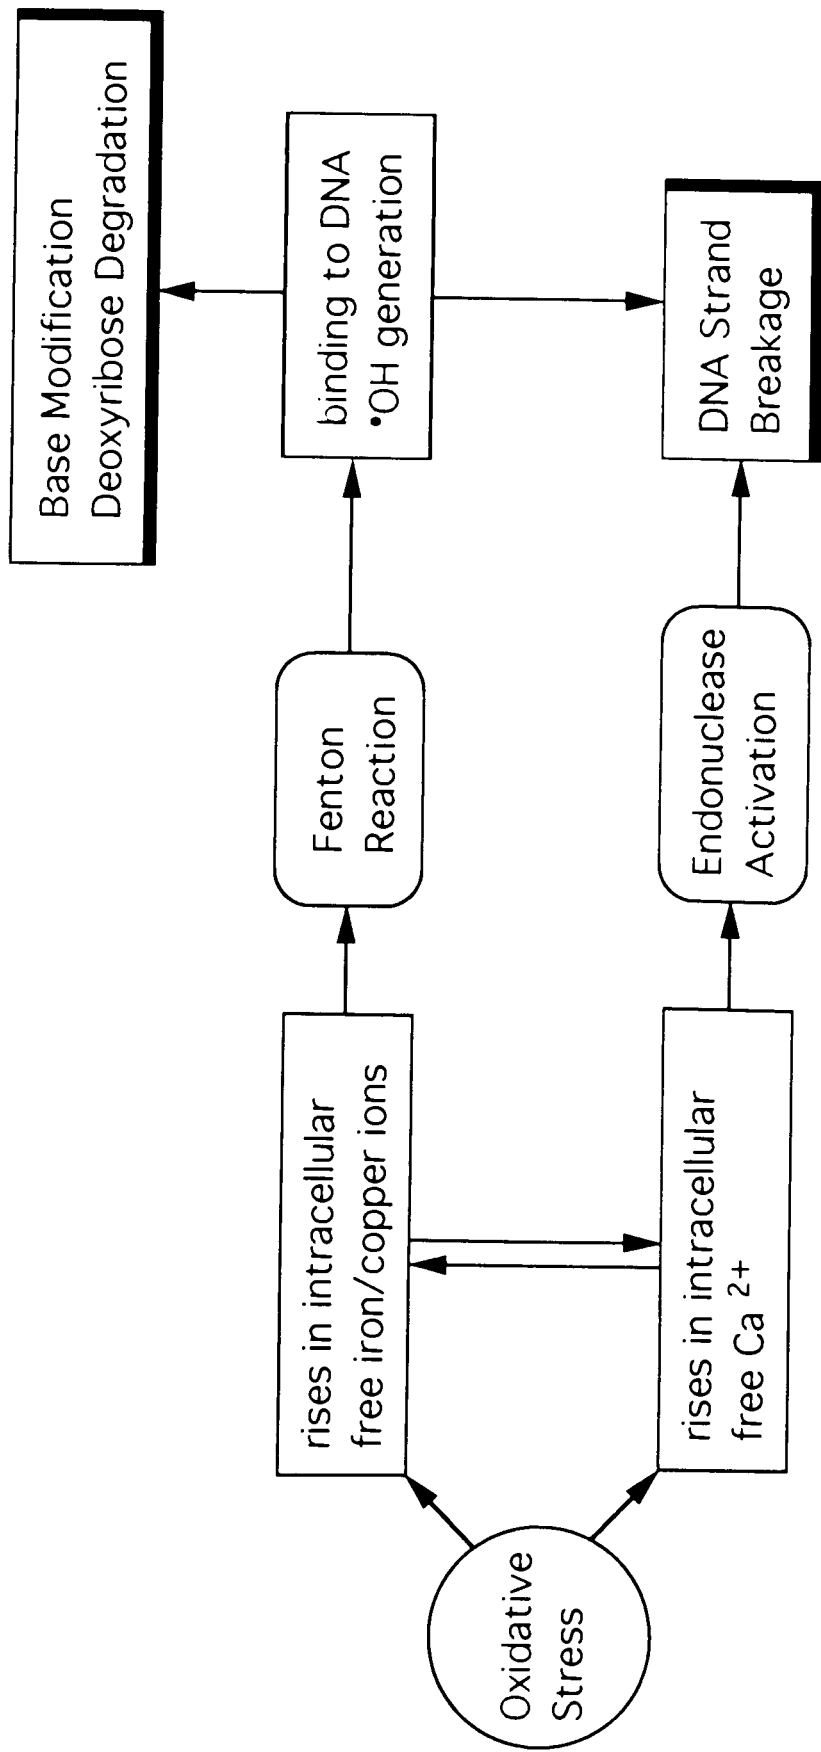 Oxidative
Stress
rises in intracellular
free iron/copper ions
rises in intracellular
free Ca 2+
Fenton
Reaction
Endonuclease
Activation
binding to DNA
•OH generation
DNA Strand
Breakage
Base Modification
Deoxyribose Degradation